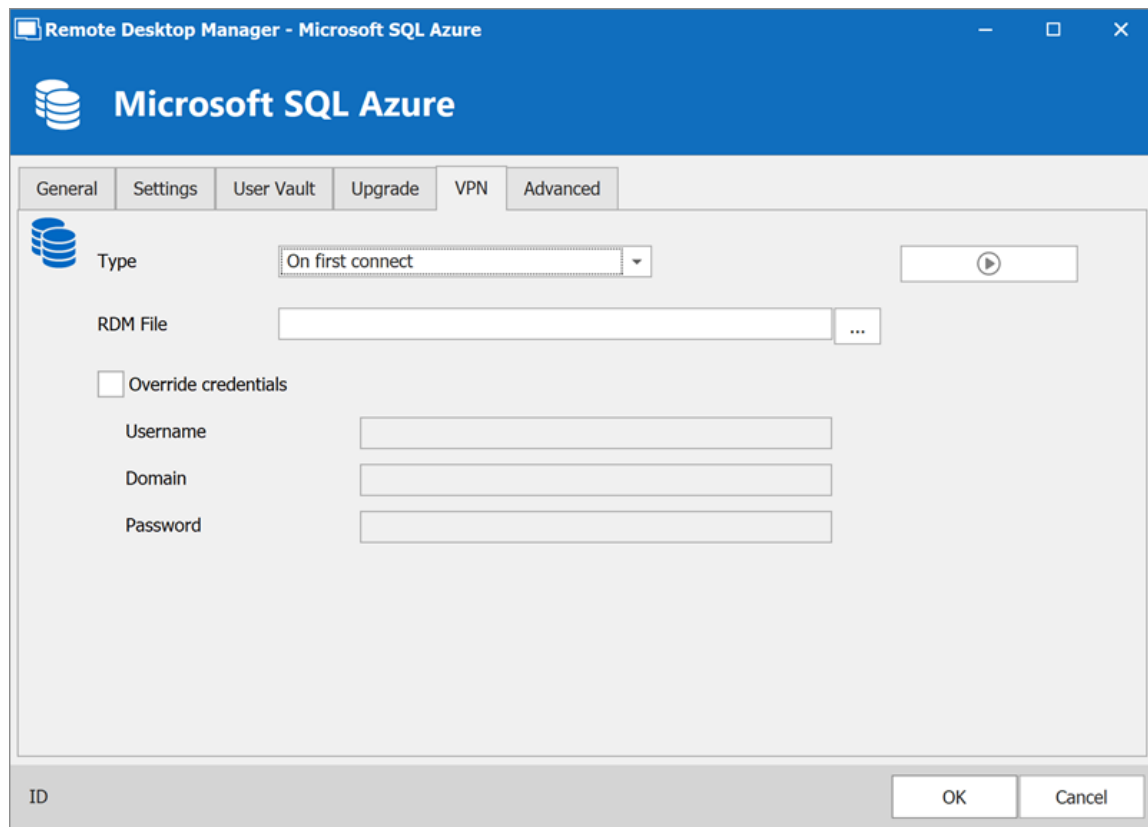 Remote Desktop Manager - Microsoft SQL Azure
Microsoft SQL Azure
General Settings User Vault Upgrade VPN Advanced
Type On first connect
RDM File ...
Override credentials
Username
Domain
Password
ID OK Cancel